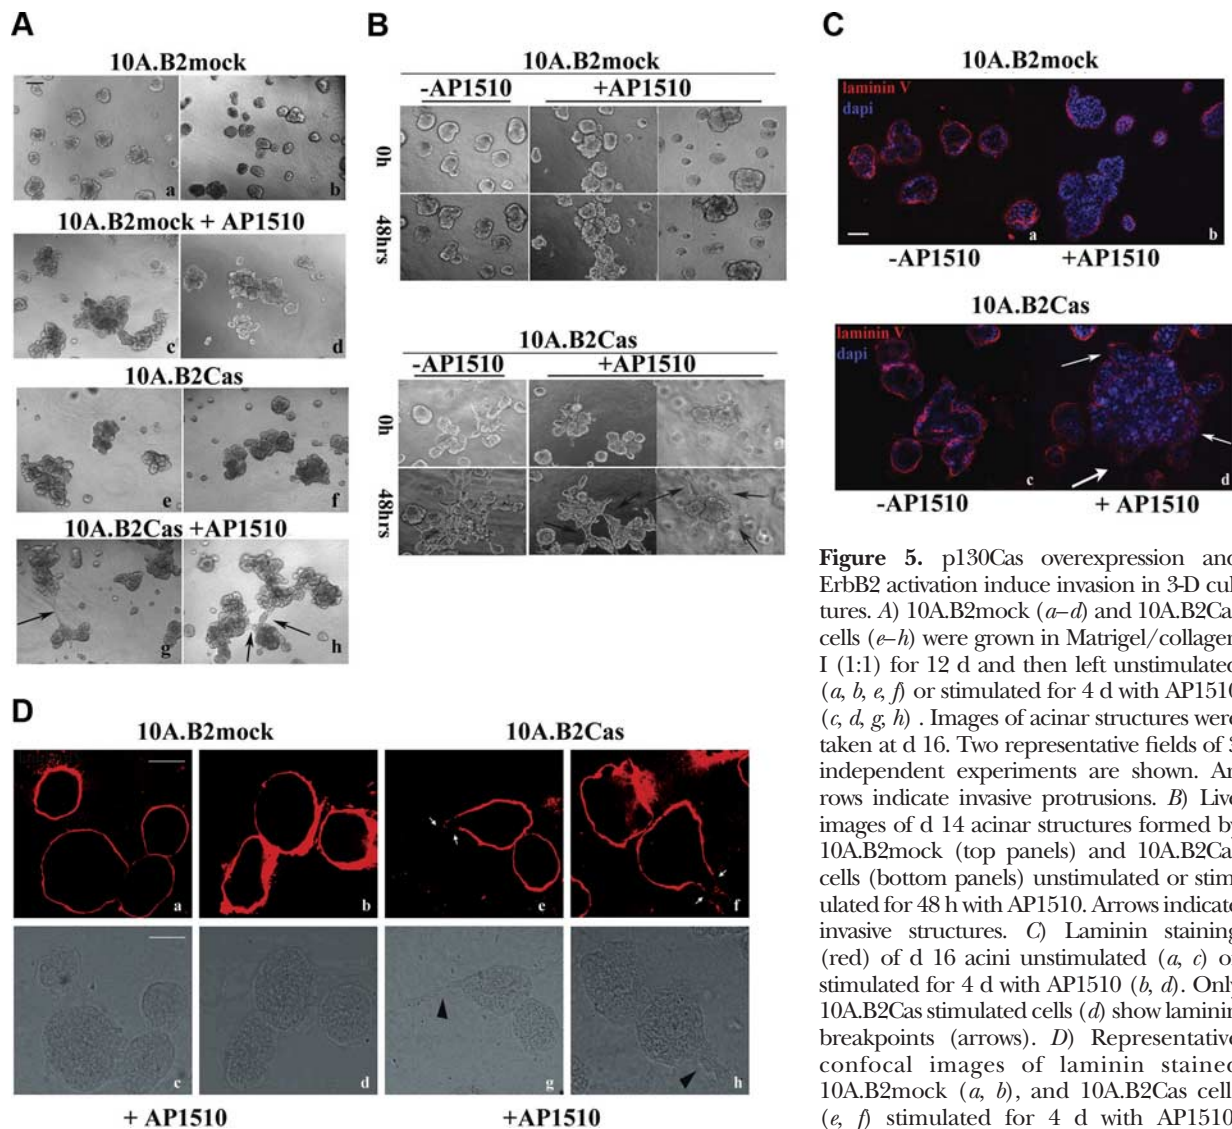 A
10A.B2mock
a
b
10A.B2mock + AP1510
c
d
10A.B2Cas
e
f
10A.B2Cas +AP1510
g
h
B
10A.B2mock
-AP1510
+AP1510
0h
48hrs
10A.B2Cas
-AP1510
+AP1510
0h
48hrs
C
10A.B2mock
laminin V
dapi
a
b
-AP1510
+AP1510
10A.B2Cas
laminin V
dapi
c
d
-AP1510
+ AP1510
D
10A.B2mock
10A.B2Cas
a
b
e
f
c
d
g
h
+ AP1510
+AP1510
Figure 5. p130Cas overexpression and
ErbB2 activation induce invasion in 3-D cul
tures. A) 10A.B2mock (a–d) and 10A.B2Ca
cells (e–h) were grown in Matrigel/collagen
I (1:1) for 12 d and then left unstimulated
(a, b, e, f) or stimulated for 4 d with AP1510
(c, d, g, h) . Images of acinar structures were
taken at d 16. Two representative fields of 3
independent experiments are shown. Ar
rows indicate invasive protrusions. B) Live
images of d 14 acinar structures formed by
10A.B2mock (top panels) and 10A.B2Ca
cells (bottom panels) unstimulated or stim
ulated for 48 h with AP1510. Arrows indicate
invasive structures. C) Laminin staining
(red) of d 16 acini unstimulated (a, c) o
stimulated for 4 d with AP1510 (b, d). Only
10A.B2Cas stimulated cells (d) show laminin
breakpoints (arrows). D) Representative
confocal images of laminin stained
10A.B2mock (a, b), and 10A.B2Cas cell
(e, f) stimulated for 4 d with AP1510